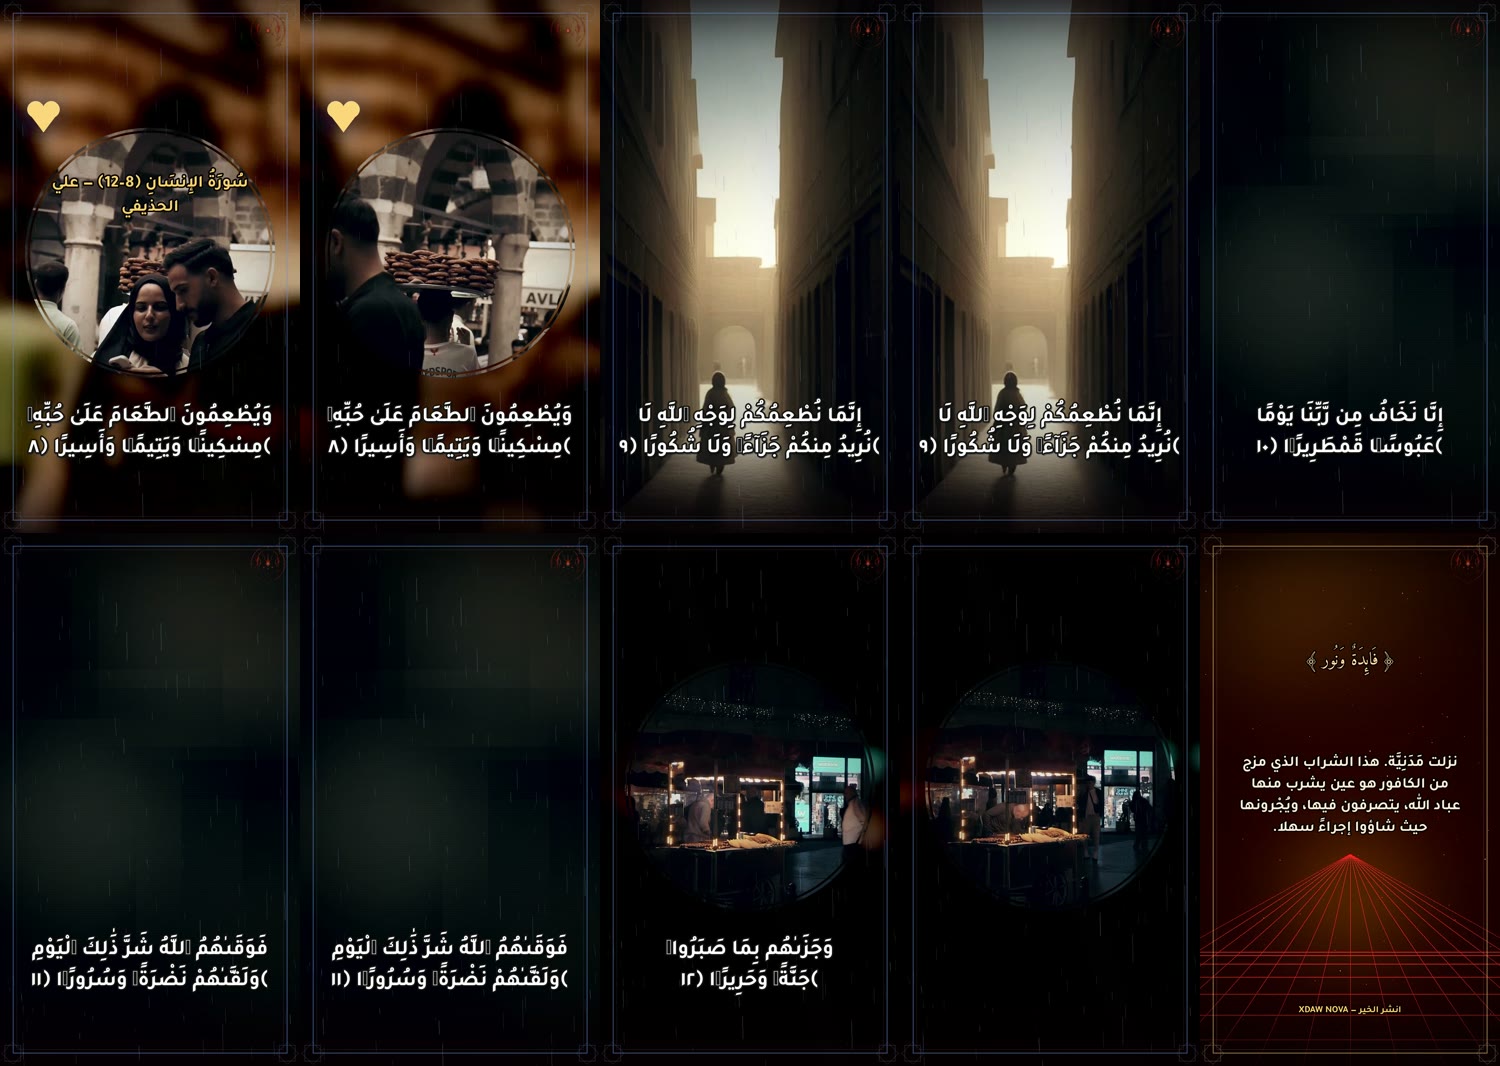 سُورَةُ الإِنسَانِ (8-12) – علي
الحذيفي
AVL
وَيُطْعِمُونَ ٱلطَّعَامَ عَلَىٰ حُبِّهِۦ
مِسْكِينًۭا وَيَتِيمًۭا وَأَسِيرًا (٨)
وَيُطْعِمُونَ ٱلطَّعَامَ عَلَىٰ حُبِّهِۦ
مِسْكِينًۭا وَيَتِيمًۭا وَأَسِيرًا (٨)
إِنَّمَا نُطْعِمُكُمْ لِوَجْهِ ٱللَّهِ لَا
نُرِيدُ مِنكُمْ جَزَآءًۭ وَلَا شُكُورًا (٩)
إِنَّمَا نُطْعِمُكُمْ لِوَجْهِ ٱللَّهِ لَا
نُرِيدُ مِنكُمْ جَزَآءًۭ وَلَا شُكُورًا (٩)
إِنَّا نَخَافُ مِن رَّبِّنَا يَوْمًا
عَبُوسًۭا قَمْطَرِيرًۭا (١٠)
فَوَقَىٰهُمُ ٱللَّهُ شَرَّ ذَٰلِكَ ٱلْيَوْمِ
وَلَقَّىٰهُمْ نَضْرَةًۭ وَسُرُورًۭا (١١)
فَوَقَىٰهُمُ ٱللَّهُ شَرَّ ذَٰلِكَ ٱلْيَوْمِ
وَلَقَّىٰهُمْ نَضْرَةًۭ وَسُرُورًۭا (١١)
وَجَزَىٰهُم بِمَا صَبَرُوا۟
جَنَّةًۭ وَحَرِيرًۭا (١٢)
﴿ فَائِدَةٌ وَنُور ﴾
نزلت مَدَنِيَّة. هذا الشراب الذي مزج
من الكافور هو عين يشرب منها
عباد الله، يتصرفون فيها، ويُجْرونها
حيث شاؤوا إجراءً سهلا.
انشر الخير – XDAW NOVA